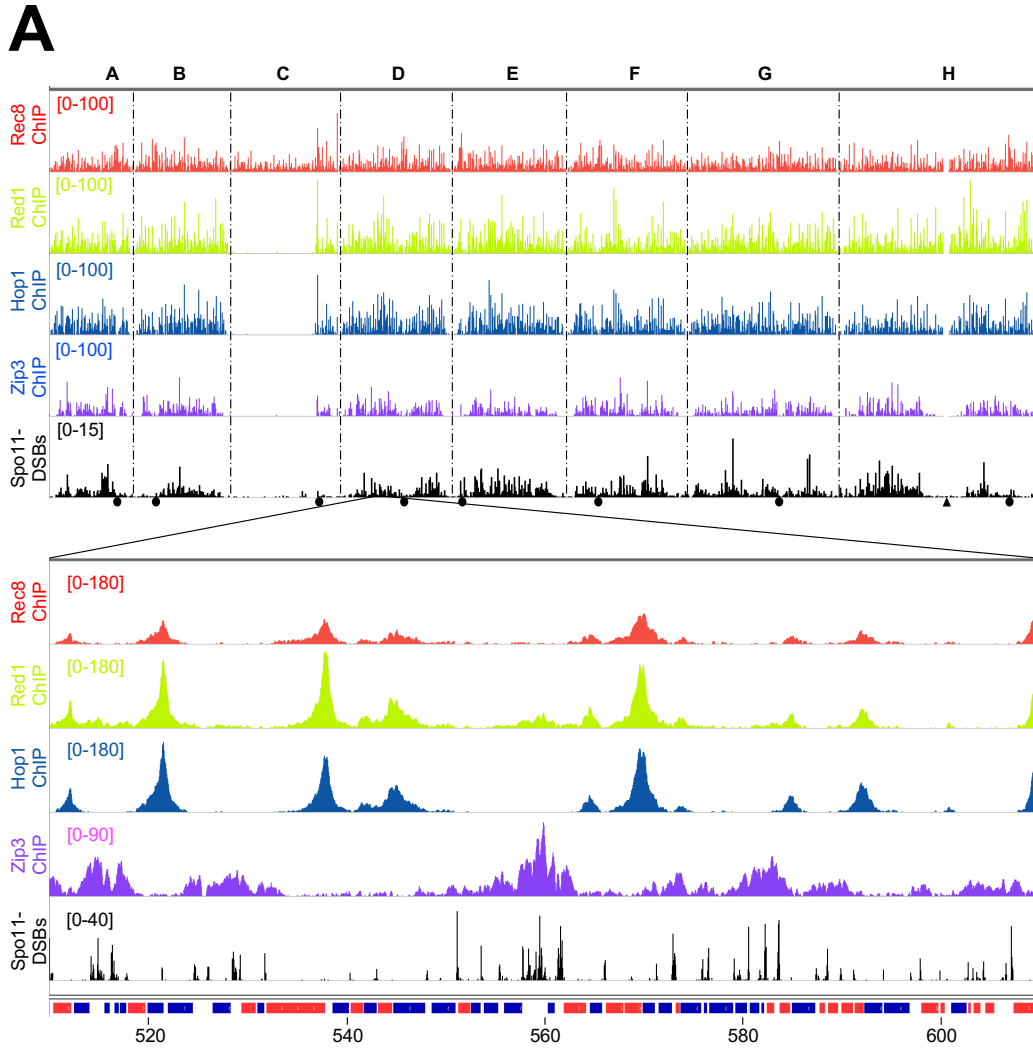 A
A B C D E F G H
Rec8
ChIP
[0-100]
Red1
ChIP
[0-100]
Hop1
ChIP
[0-100]
Zip3
ChIP
[0-100]
Spo11-
DSBs
[0-15]
Rec8
ChIP
[0-180]
Red1
ChIP
[0-180]
Hop1
ChIP
[0-180]
Zip3
ChIP
[0-90]
Spo11-
DSBs
[0-40]
520 540 560 580 600